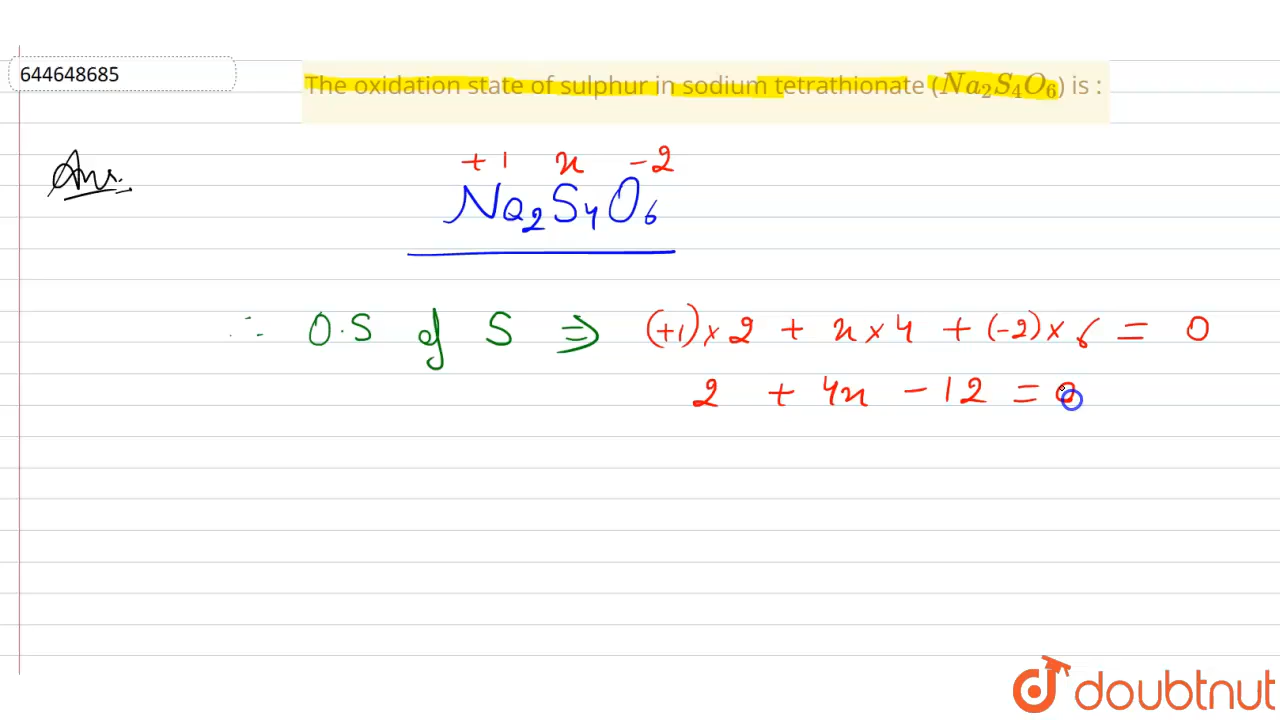 644648685
The oxidation state of sulphur in sodium tetrathionate (Na₂S₄O₆) is :
Ans.
+1 x -2
Na₂S₄O₆
∴ O.S of S ⇒ (+1)×2 + x×4 + (-2)×6 = 0
2 + 4x - 12 = 0
doubtnut